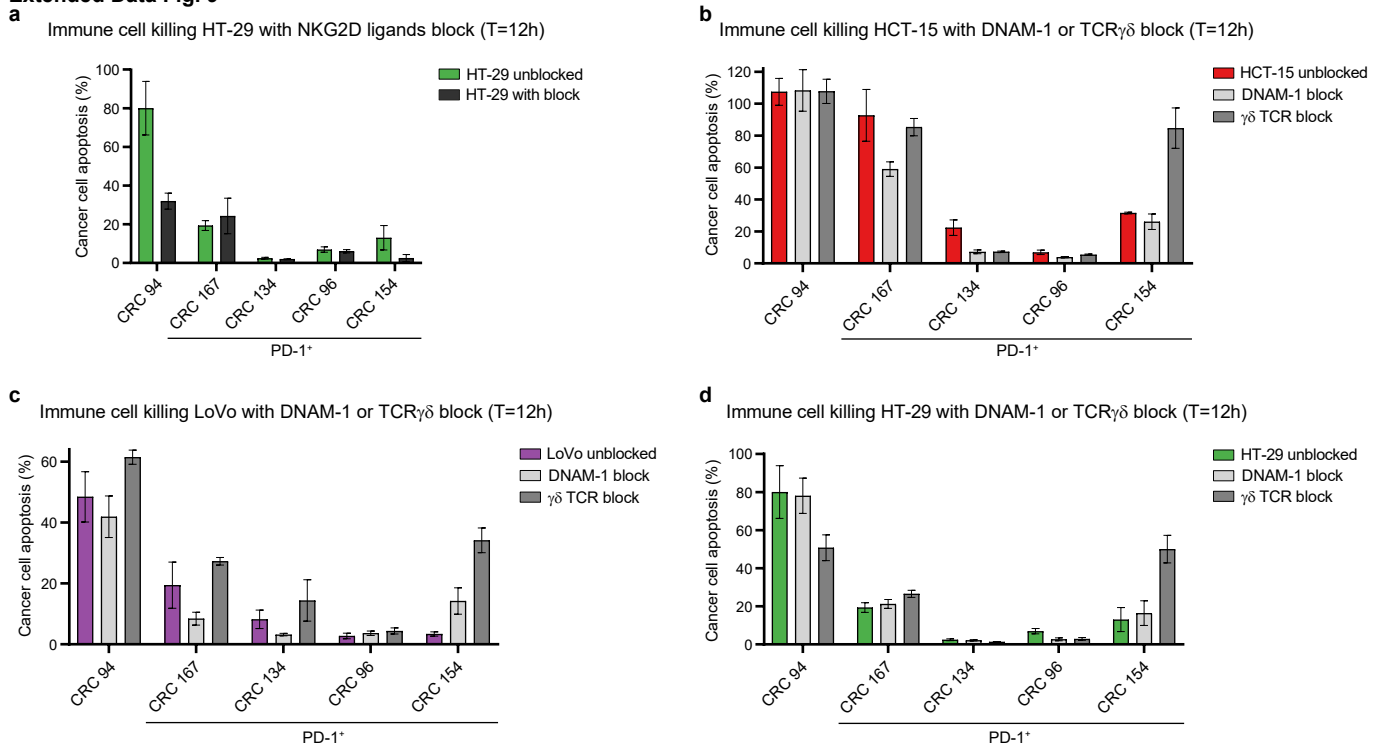 a
Immune cell killing HT-29 with NKG2D ligands block (T=12h)
Cancer cell apoptosis (%)
100
80
60
40
20
0
HT-29 unblocked
HT-29 with block
CRC 94
CRC 167
CRC 134
CRC 96
CRC 154
PD-1⁺
b
Immune cell killing HCT-15 with DNAM-1 or TCRγδ block (T=12h)
Cancer cell apoptosis (%)
120
100
80
60
40
20
0
HCT-15 unblocked
DNAM-1 block
γδ TCR block
CRC 94
CRC 167
CRC 134
CRC 96
CRC 154
PD-1⁺
c
Immune cell killing LoVo with DNAM-1 or TCRγδ block (T=12h)
Cancer cell apoptosis (%)
60
40
20
0
LoVo unblocked
DNAM-1 block
γδ TCR block
CRC 94
CRC 167
CRC 134
CRC 96
CRC 154
PD-1⁺
d
Immune cell killing HT-29 with DNAM-1 or TCRγδ block (T=12h)
Cancer cell apoptosis (%)
100
80
60
40
20
0
HT-29 unblocked
DNAM-1 block
γδ TCR block
CRC 94
CRC 167
CRC 134
CRC 96
CRC 154
PD-1⁺